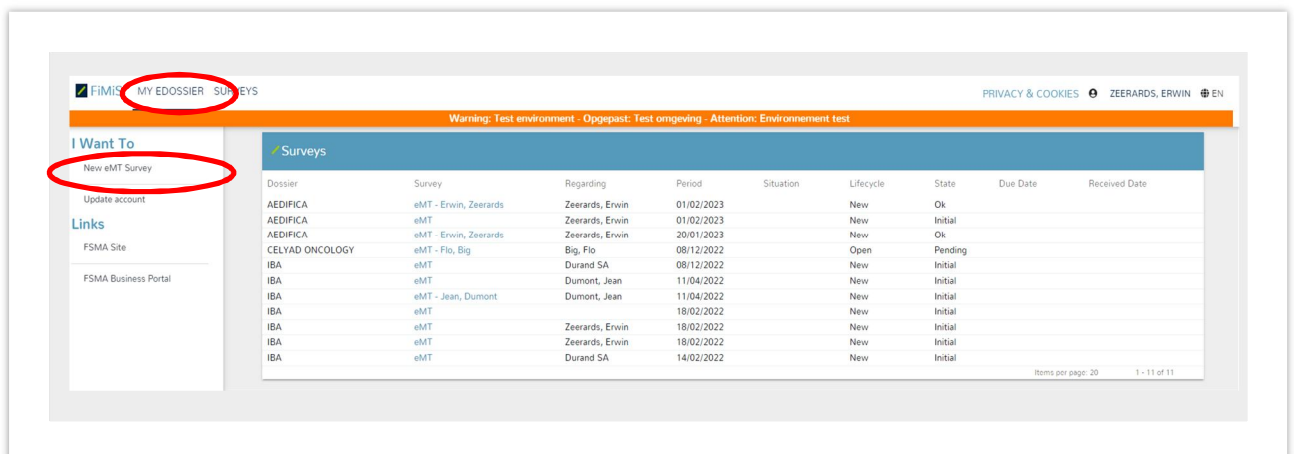 FiMiS MY EDOSSIER SURVEYS PRIVACY & COOKIES ZEERARDS, ERWIN EN
Warning: Test environment - Opgepast: Test omgeving - Attention: Environnement test
I Want To
New eMT Survey
Update account
Links
FSMA Site
FSMA Business Portal
Surveys
Dossier Survey Regarding Period Situation Lifecycle State Due Date Received Date
AEDIFICA eMT - Erwin, Zeerards Zeerards, Erwin 01/02/2023 New Ok
AEDIFICA eMT Zeerards, Erwin 01/02/2023 New Initial
AEDIFICA eMT - Erwin, Zeerards Zeerards, Erwin 20/01/2023 New Ok
CELYAD ONCOLOGY eMT - Flo, Big Big, Flo 08/12/2022 Open Pending
IBA eMT Durand SA 08/12/2022 New Initial
IBA eMT Dumont, Jean 11/04/2022 New Initial
IBA eMT - Jean, Dumont Dumont, Jean 11/04/2022 New Initial
IBA eMT 18/02/2022 New Initial
IBA eMT Zeerards, Erwin 18/02/2022 New Initial
IBA eMT Zeerards, Erwin 18/02/2022 New Initial
IBA eMT Durand SA 14/02/2022 New Initial
Items per page: 20 1 - 11 of 11